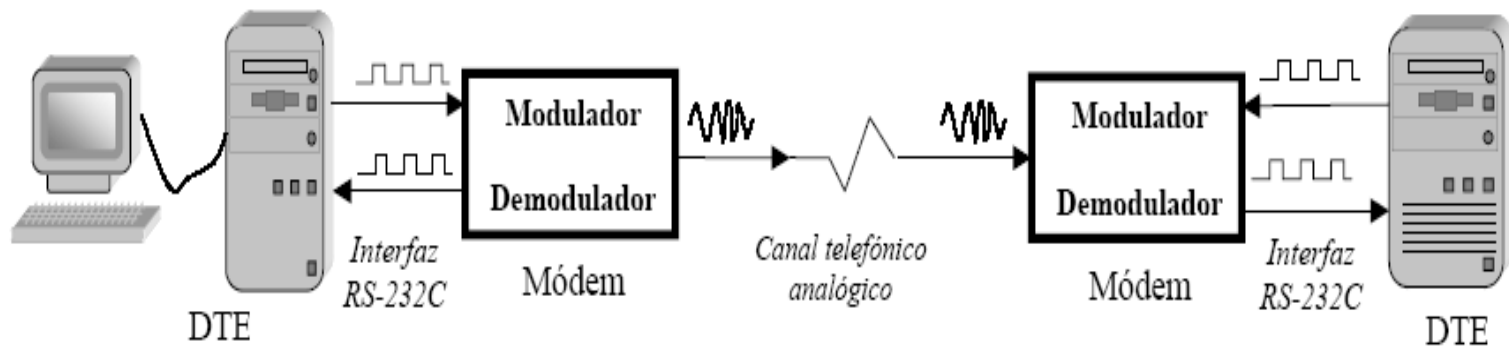 Modulador
Demodulador
Interfaz
RS-232C
DTE
Módem
Canal telefónico
analógico
Modulador
Demodulador
Módem
Interfaz
RS-232C
DTE